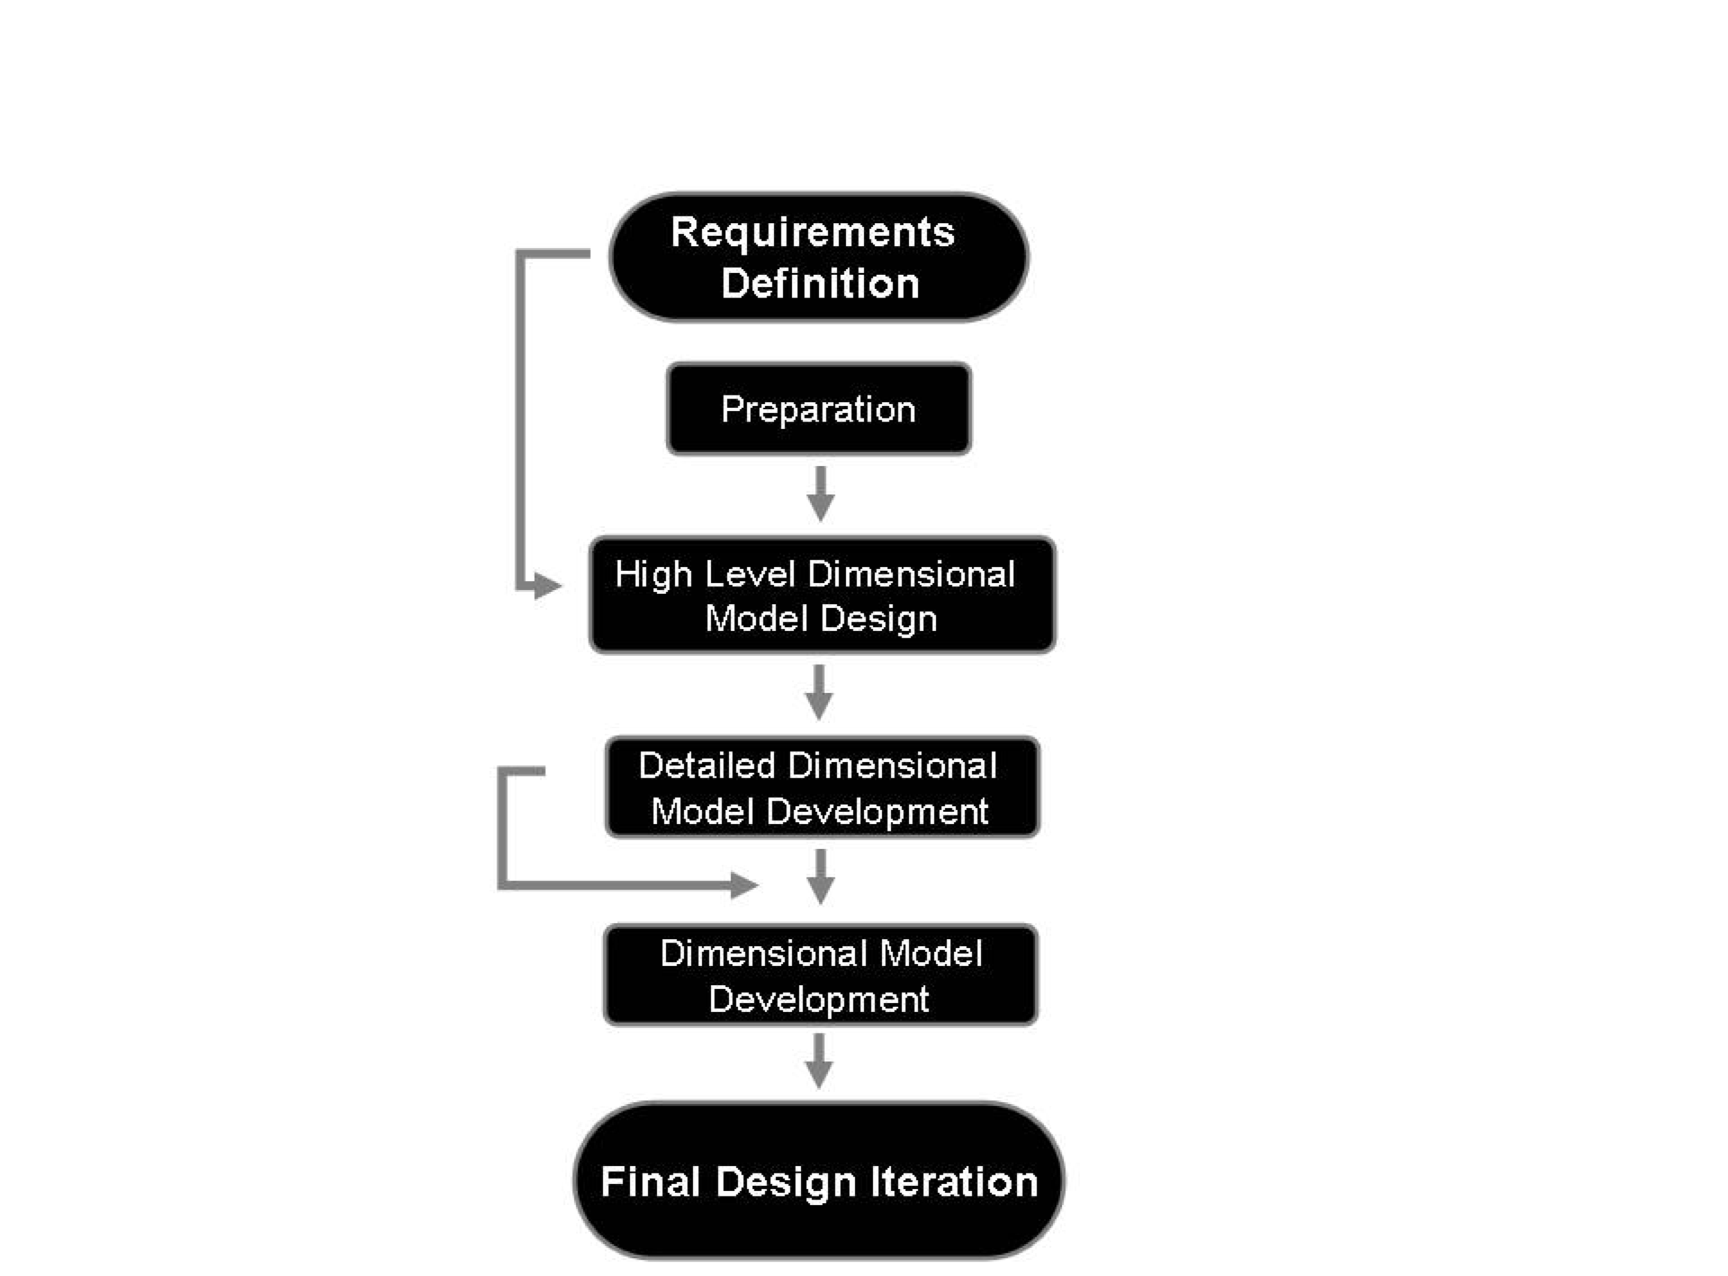 Requirements
Definition
Preparation
High Level Dimensional
Model Design
Detailed Dimensional
Model Development
Dimensional Model
Development
Final Design Iteration